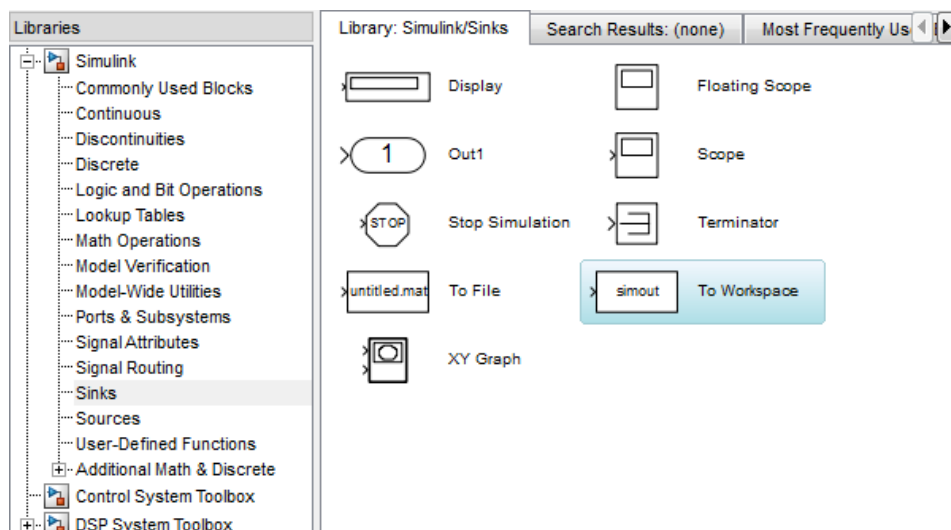 Libraries
Simulink
Commonly Used Blocks
Continuous
Discontinuities
Discrete
Logic and Bit Operations
Lookup Tables
Math Operations
Model Verification
Model-Wide Utilities
Ports & Subsystems
Signal Attributes
Signal Routing
Sinks
Sources
User-Defined Functions
Additional Math & Discrete
Control System Toolbox
DSP System Toolbox
Library: Simulink/Sinks
Search Results: (none)
Most Frequently Us
Display
Floating Scope
1
Out1
Scope
STOP
Stop Simulation
Terminator
untitled.mat
To File
simout
To Workspace
XY Graph